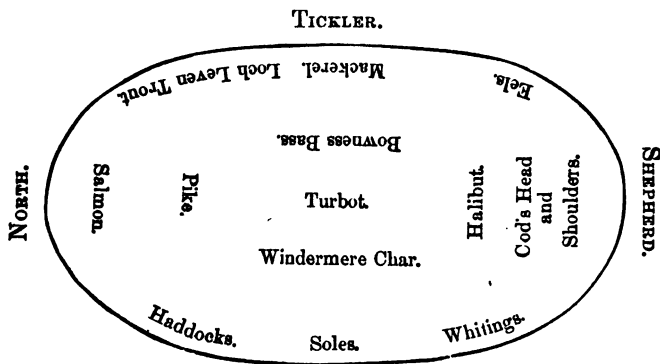 TICKLER.
Loch Leven Trout.
Mackerel.
Eels.
Bowness Bass.
NORTH.
Salmon.
Pike.
Turbot.
Halibut.
Cod's Head
and
Shoulders.
SHEPHERD.
Windermere Char.
Haddocks.
Soles.
Whitings.